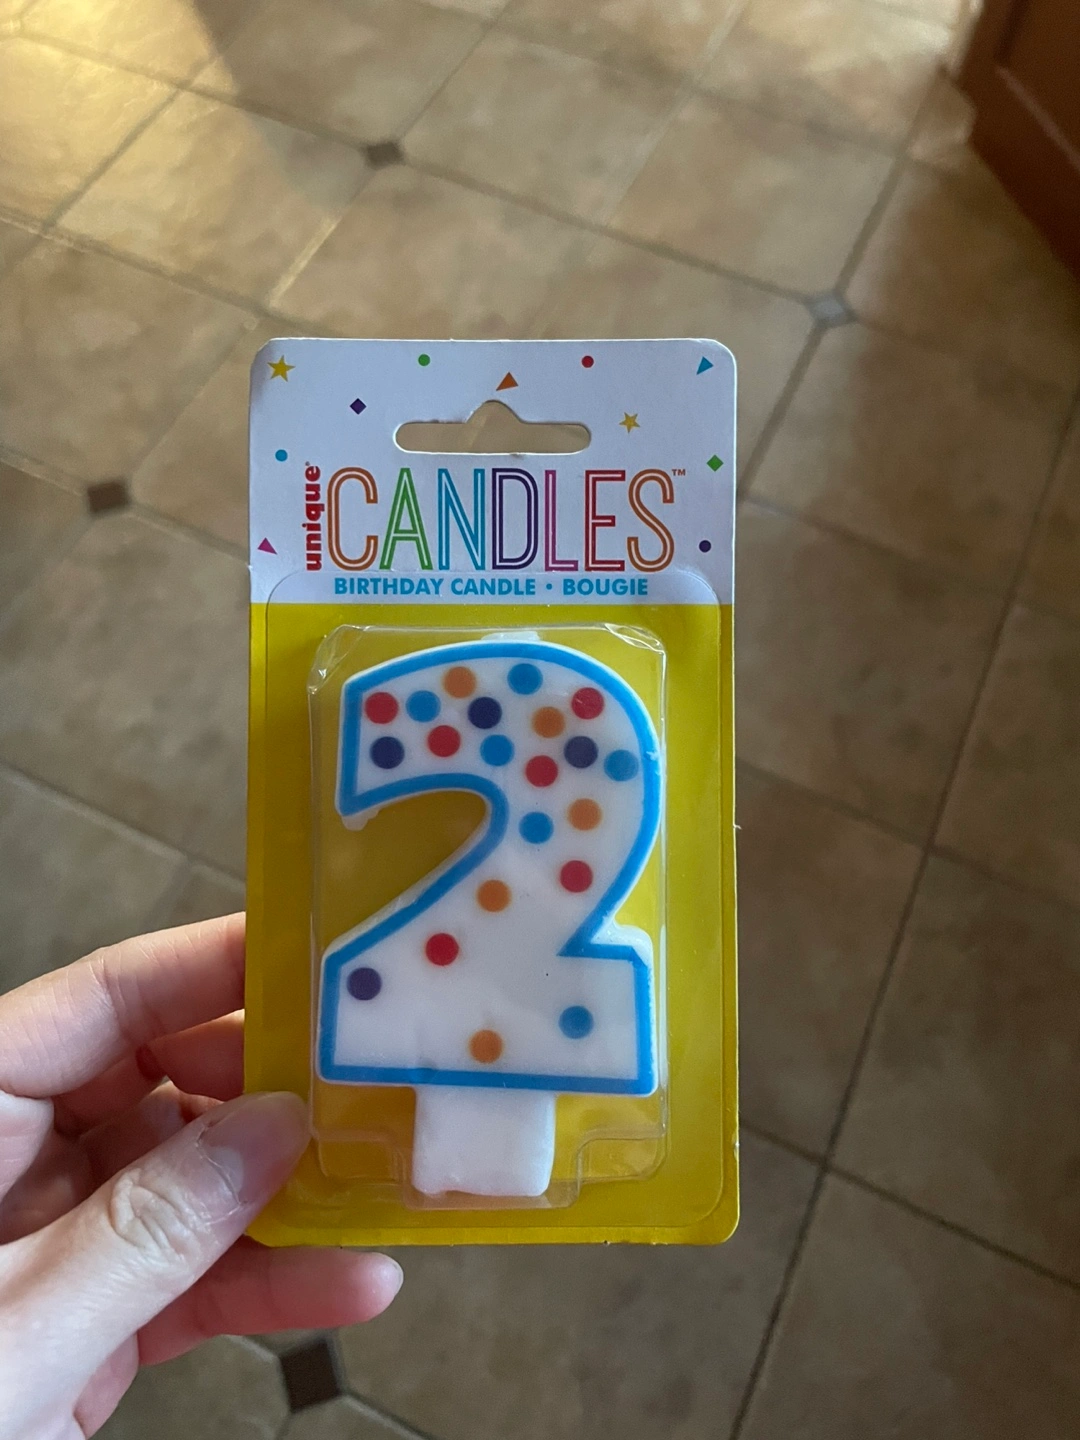 unique®
CANDLES™
BIRTHDAY CANDLE • BOUGIE
2